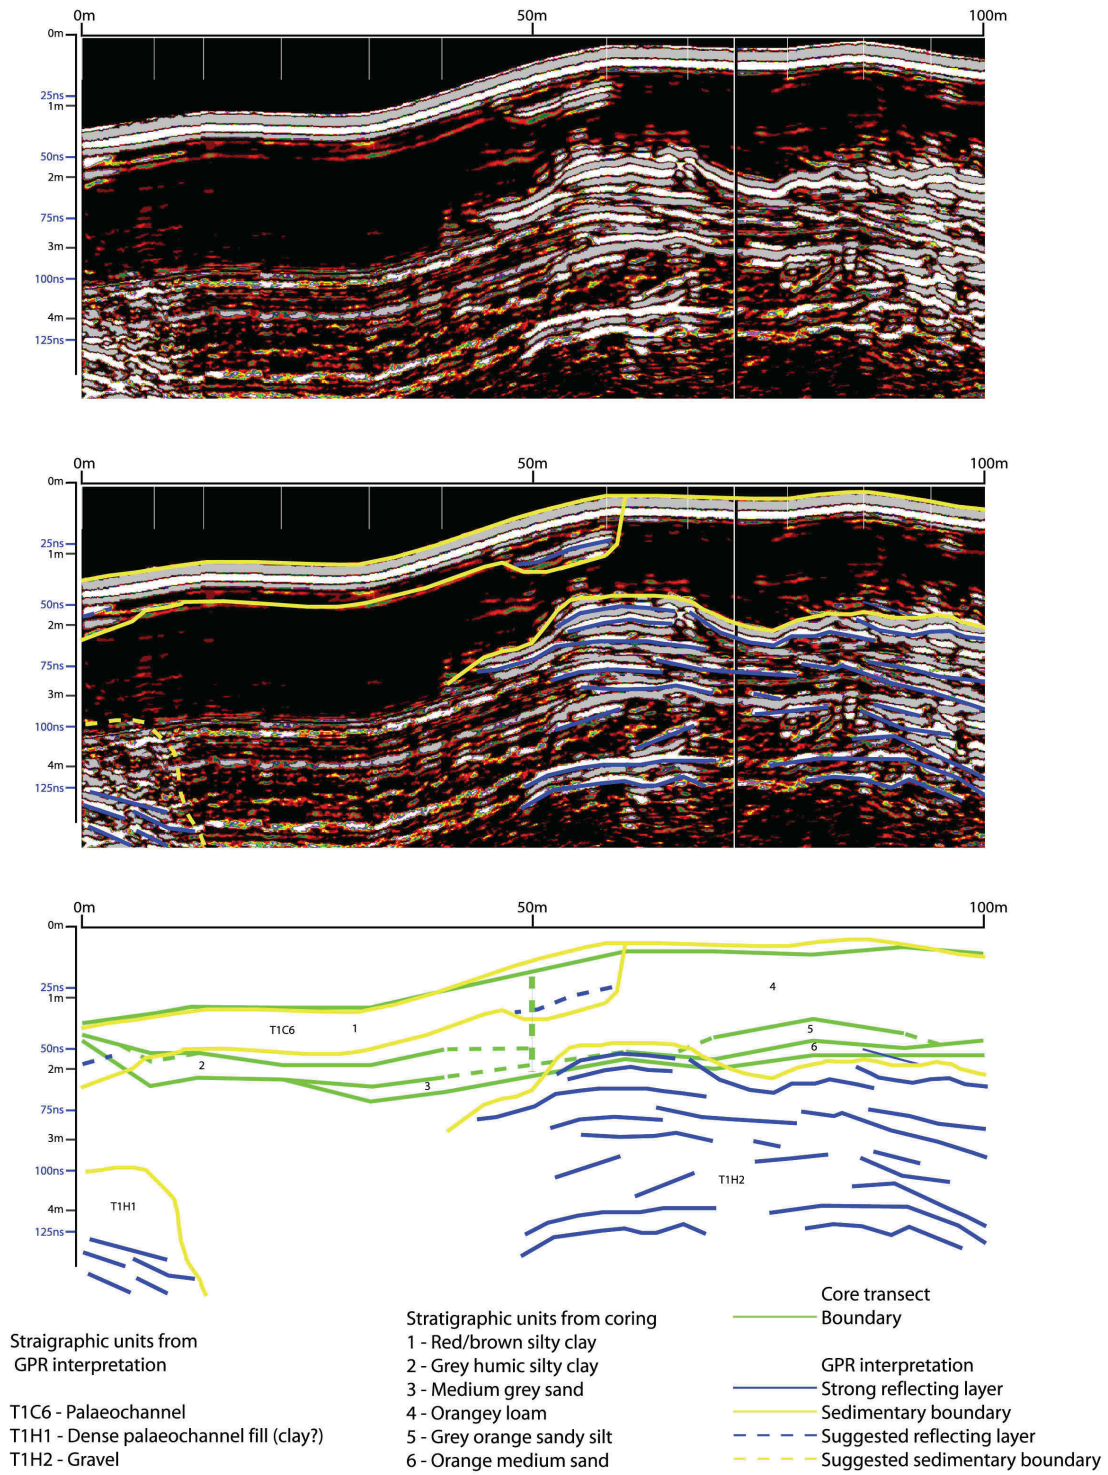 0m 50m 100m
0m
25ns
1m
50ns
2m
75ns
3m
100ns
4m
125ns
0m 50m 100m
0m
25ns
1m
50ns
2m
75ns
3m
100ns
4m
125ns
0m 50m 100m
0m
25ns
1m
50ns
2m
75ns
3m
100ns
4m
125ns
4
T1C6 1
5
6
2
3
T1H2
T1H1
Straigraphic units from
GPR interpretation
T1C6 - Palaeochannel
T1H1 - Dense palaeochannel fill (clay?)
T1H2 - Gravel
Stratigraphic units from coring
1 - Red/brown silty clay
2 - Grey humic silty clay
3 - Medium grey sand
4 - Orangey loam
5 - Grey orange sandy silt
6 - Orange medium sand
Core transect
Boundary
GPR interpretation
Strong reflecting layer
Sedimentary boundary
Suggested reflecting layer
Suggested sedimentary boundary